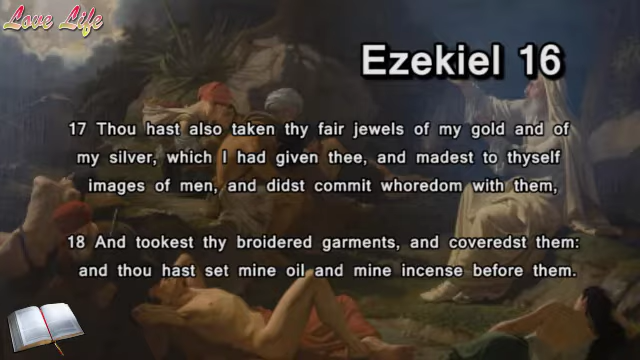 Love Life
Ezekiel 16
17 Thou hast also taken thy fair jewels of my gold and of
my silver, which I had given thee, and madest to thyself
images of men, and didst commit whoredom with them,
18 And tookest thy broidered garments, and coveredst them:
and thou hast set mine oil and mine incense before them.